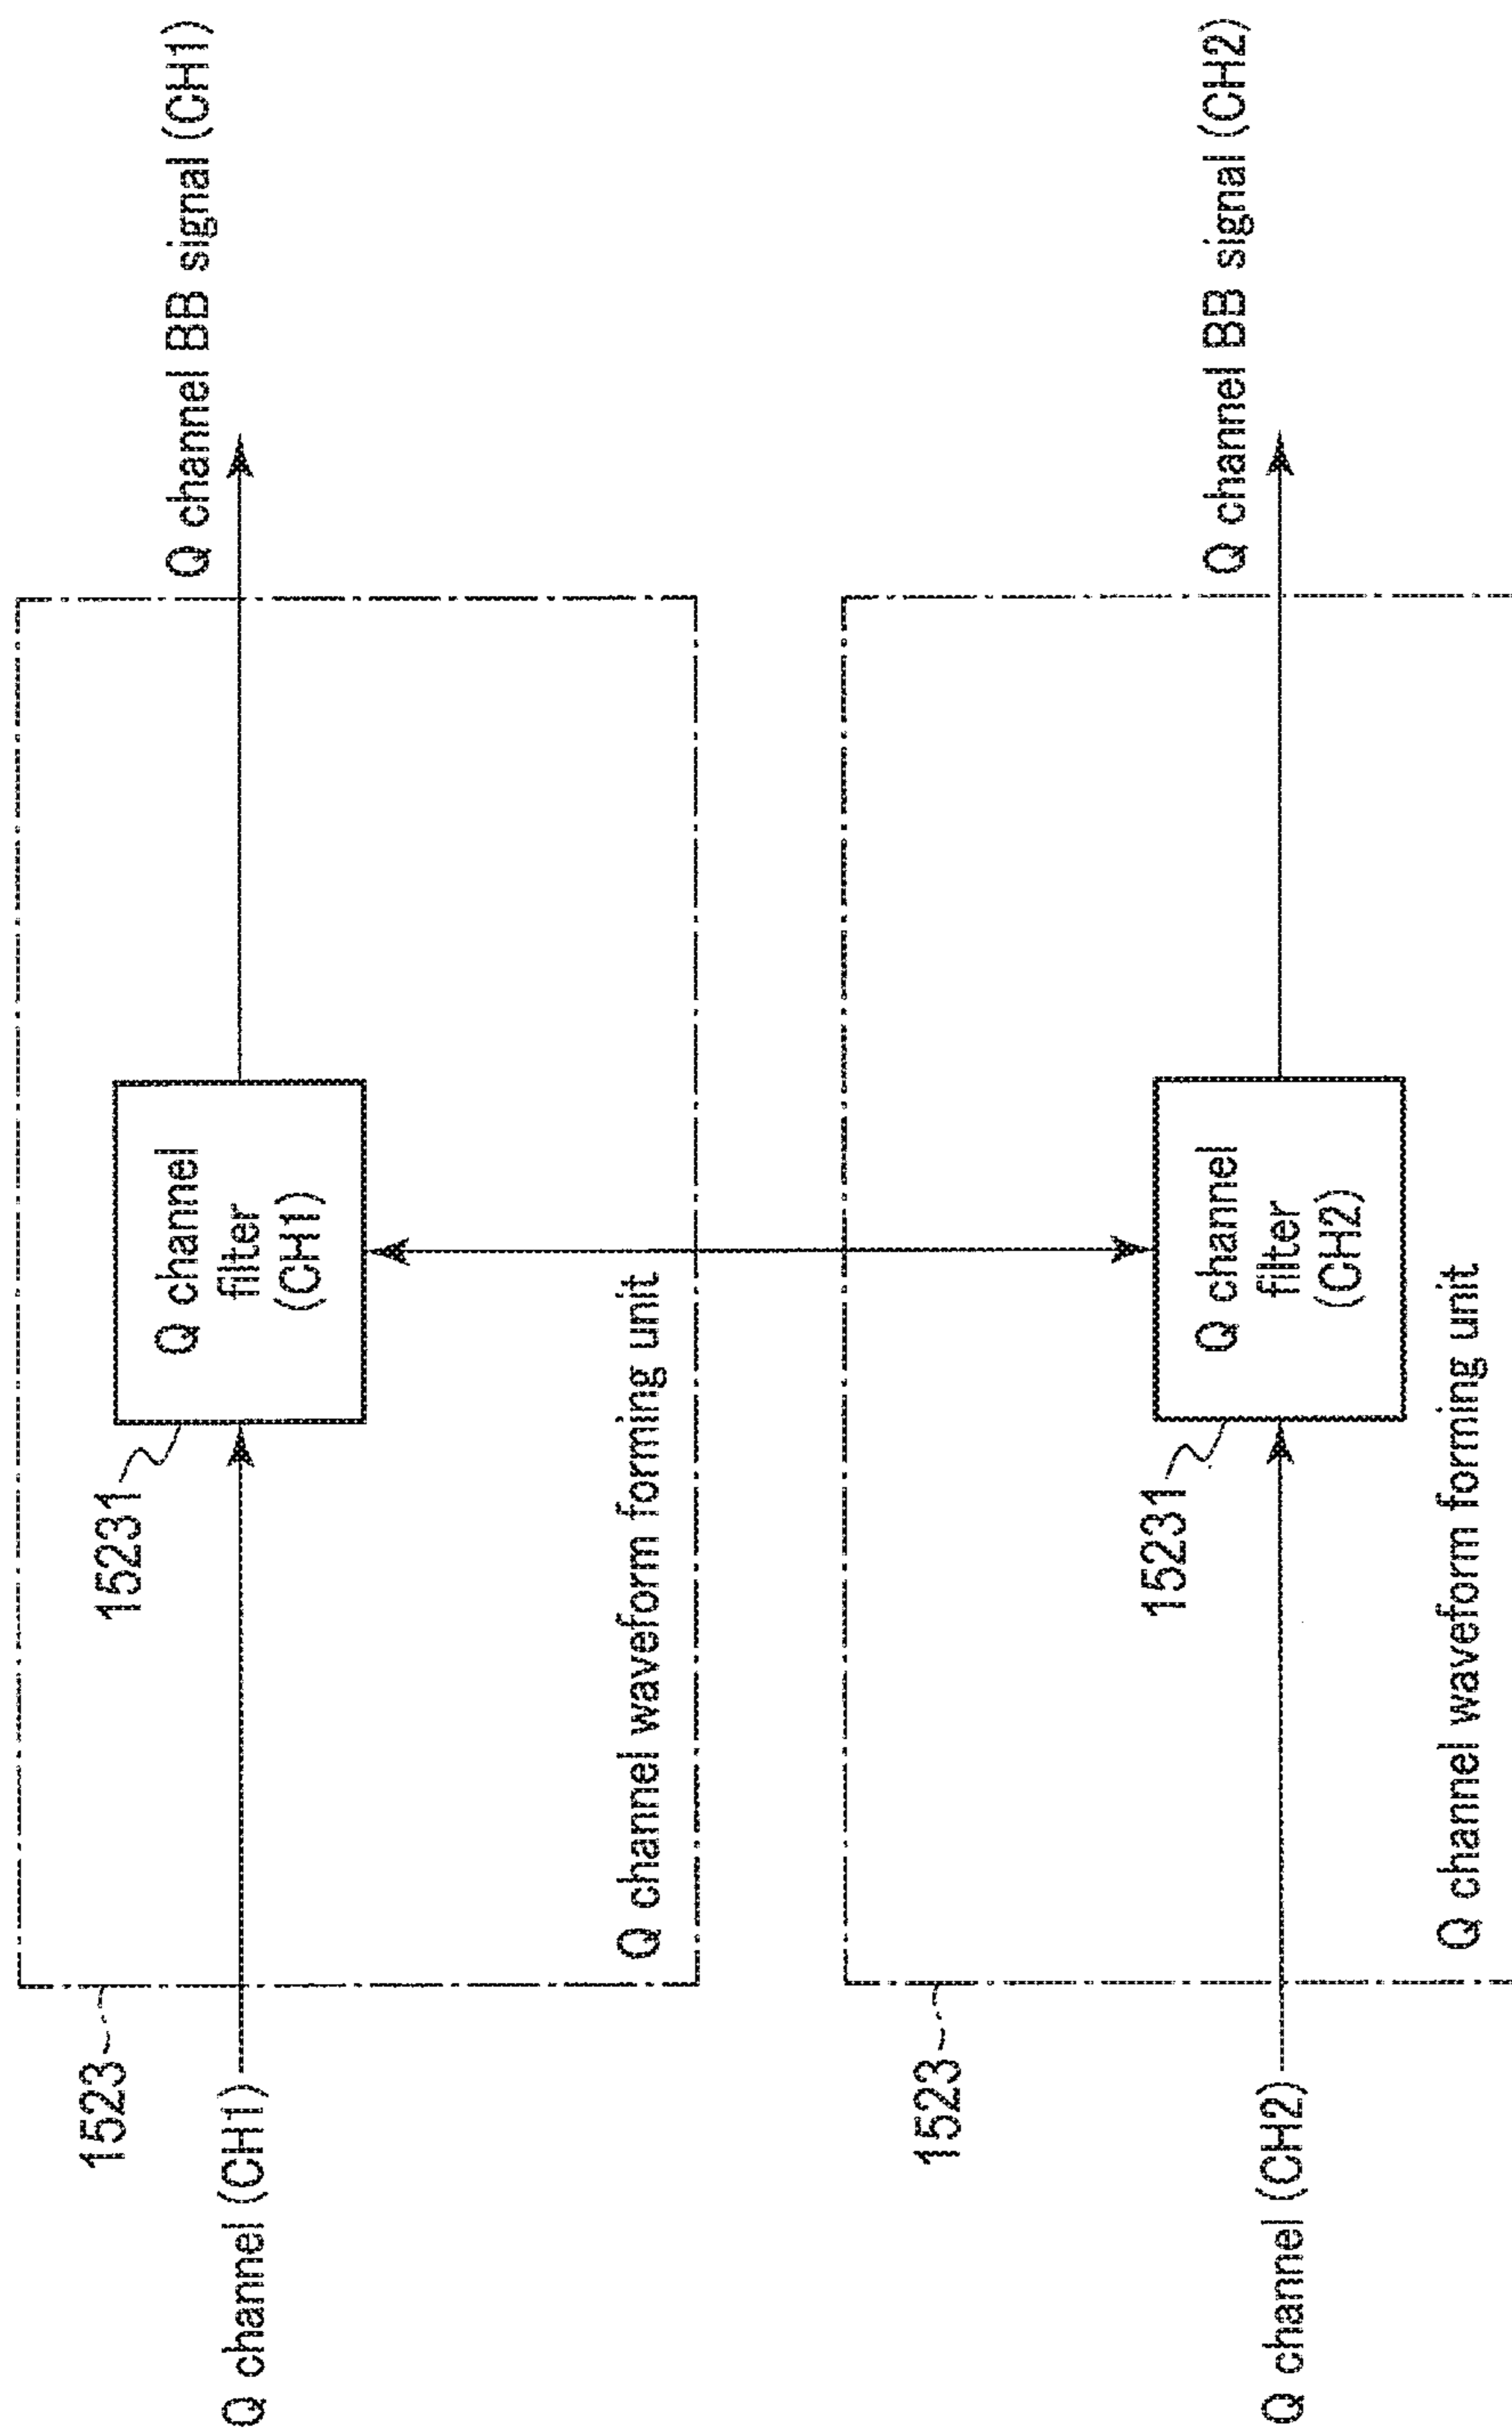 1523
Q channel (CH1)
15231
Q channel
filter
(CH1)
Q channel BB signal (CH1)
Q channel waveform forming unit
1523
Q channel (CH2)
15231
Q channel
filter
(CH2)
Q channel BB signal (CH2)
Q channel waveform forming unit